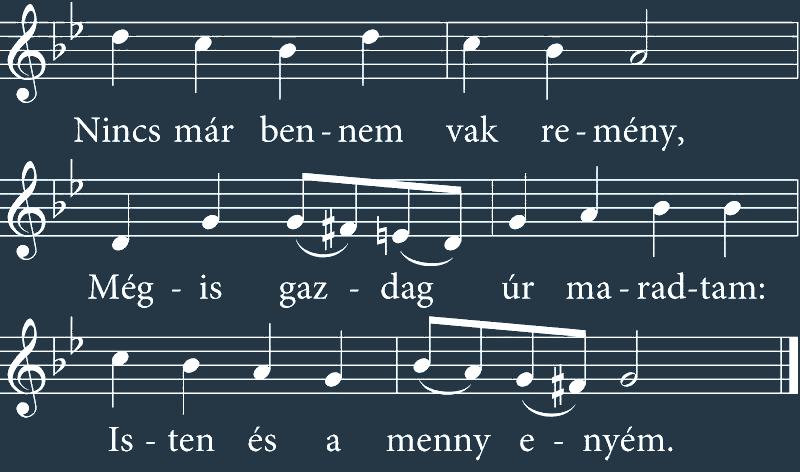 Nincs már ben - nem vak re - mény,
Még - is gaz - dag úr ma - rad - tam:
Is - ten és a menny e - nyém.